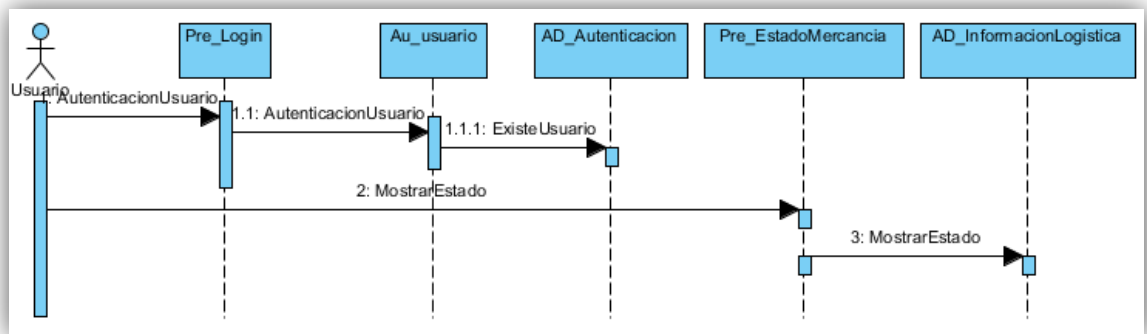 Pre_Login
Au_usuario
AD_Autenticacion
Pre_EstadoMercancia
AD_InformacionLogistica
Usuario
1: AutenticacionUsuario
1.1: AutenticacionUsuario
1.1.1: ExisteUsuario
2: MostrarEstado
3: MostrarEstado